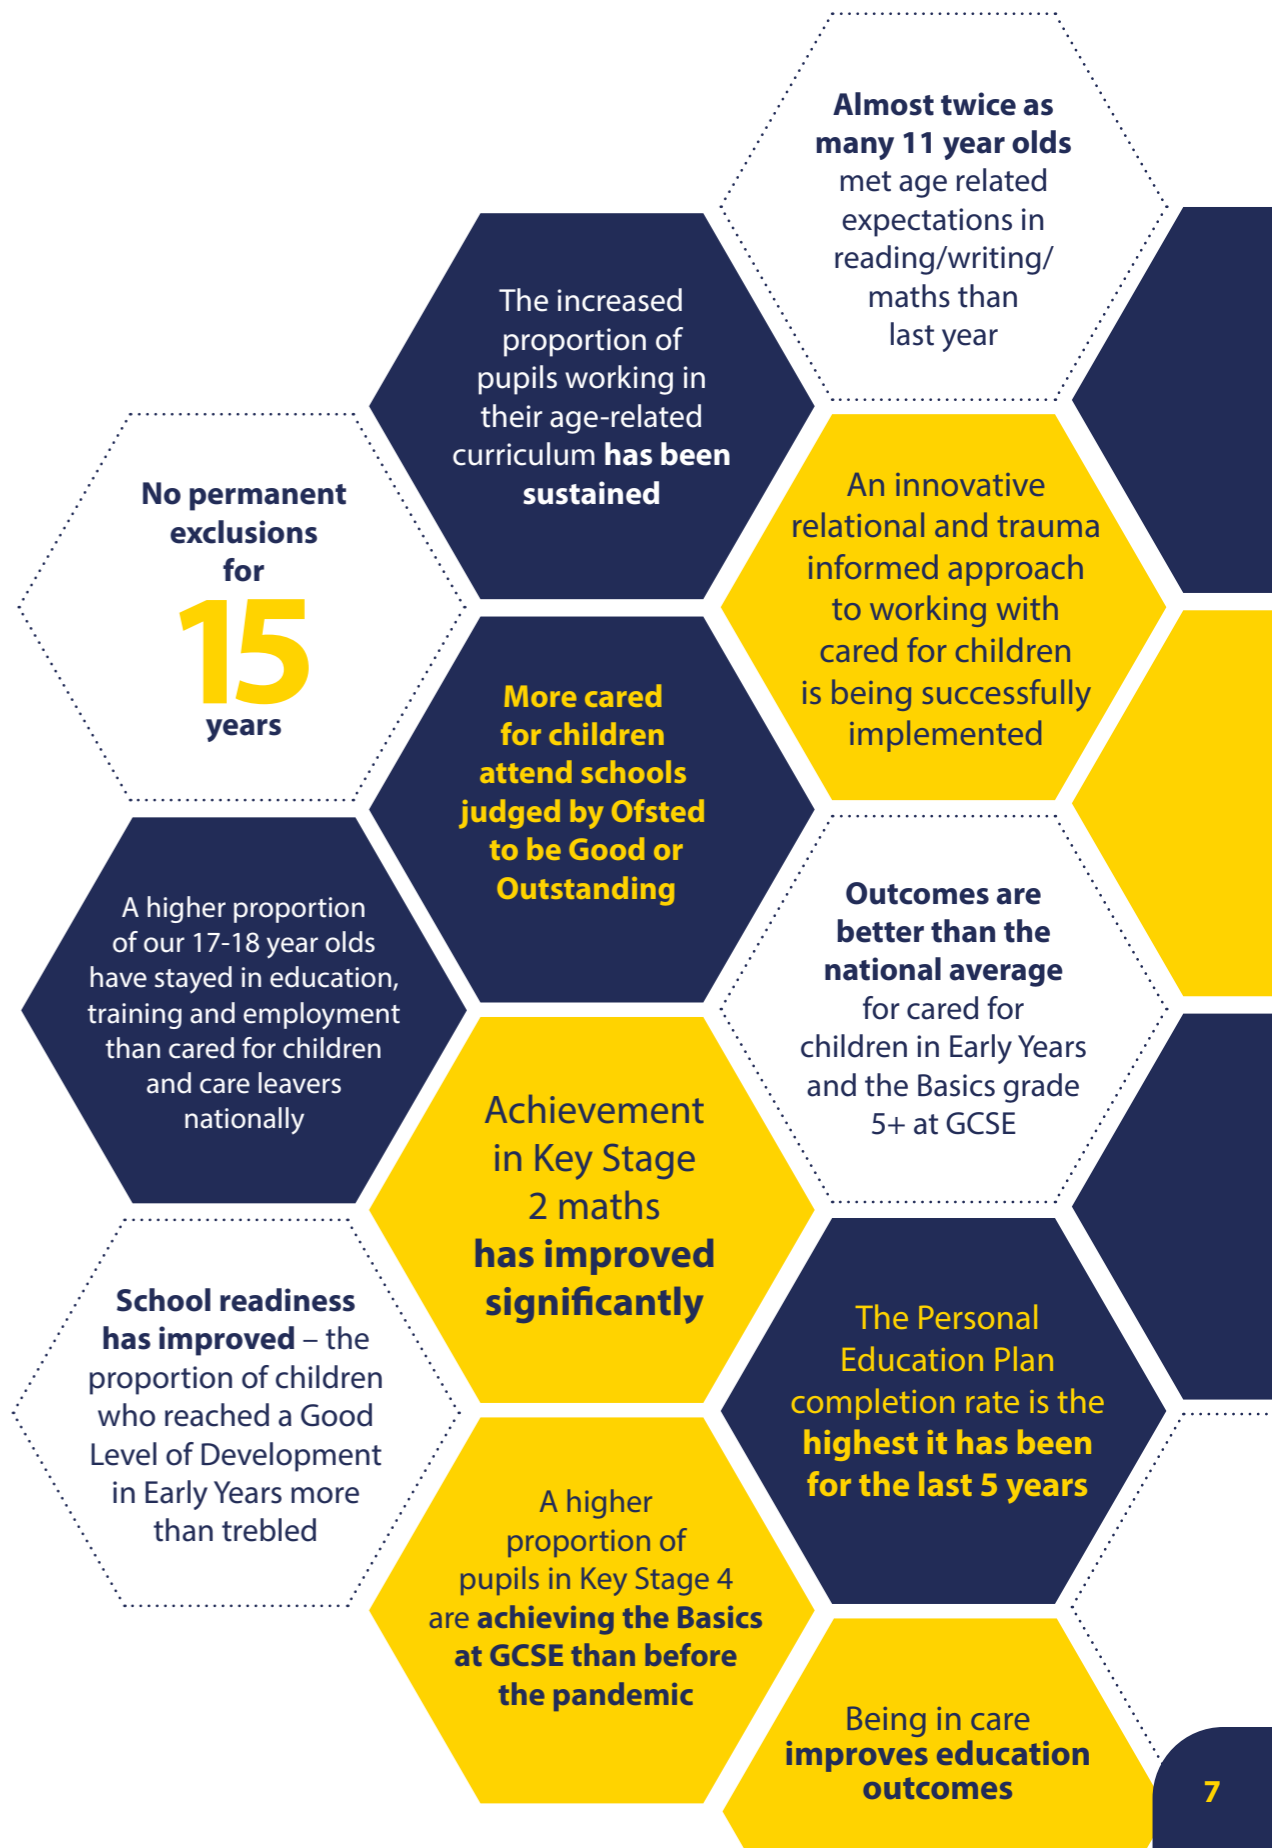 Almost twice as
many 11 year olds
met age related
expectations in
reading/writing/
maths than
last year
The increased
proportion of
pupils working in
their age-related
curriculum has been
sustained
No permanent
exclusions
for
15
years
An innovative
relational and trauma
informed approach
to working with
cared for children
is being successfully
implemented
More cared
for children
attend schools
judged by Ofsted
to be Good or
Outstanding
A higher proportion
of our 17-18 year olds
have stayed in education,
training and employment
than cared for children
and care leavers
nationally
Outcomes are
better than the
national average
for cared for
children in Early Years
and the Basics grade
5+ at GCSE
Achievement
in Key Stage
2 maths
has improved
significantly
School readiness
has improved – the
proportion of children
who reached a Good
Level of Development
in Early Years more
than trebled
The Personal
Education Plan
completion rate is the
highest it has been
for the last 5 years
A higher
proportion of
pupils in Key Stage 4
are achieving the Basics
at GCSE than before
the pandemic
Being in care
improves education
outcomes
7